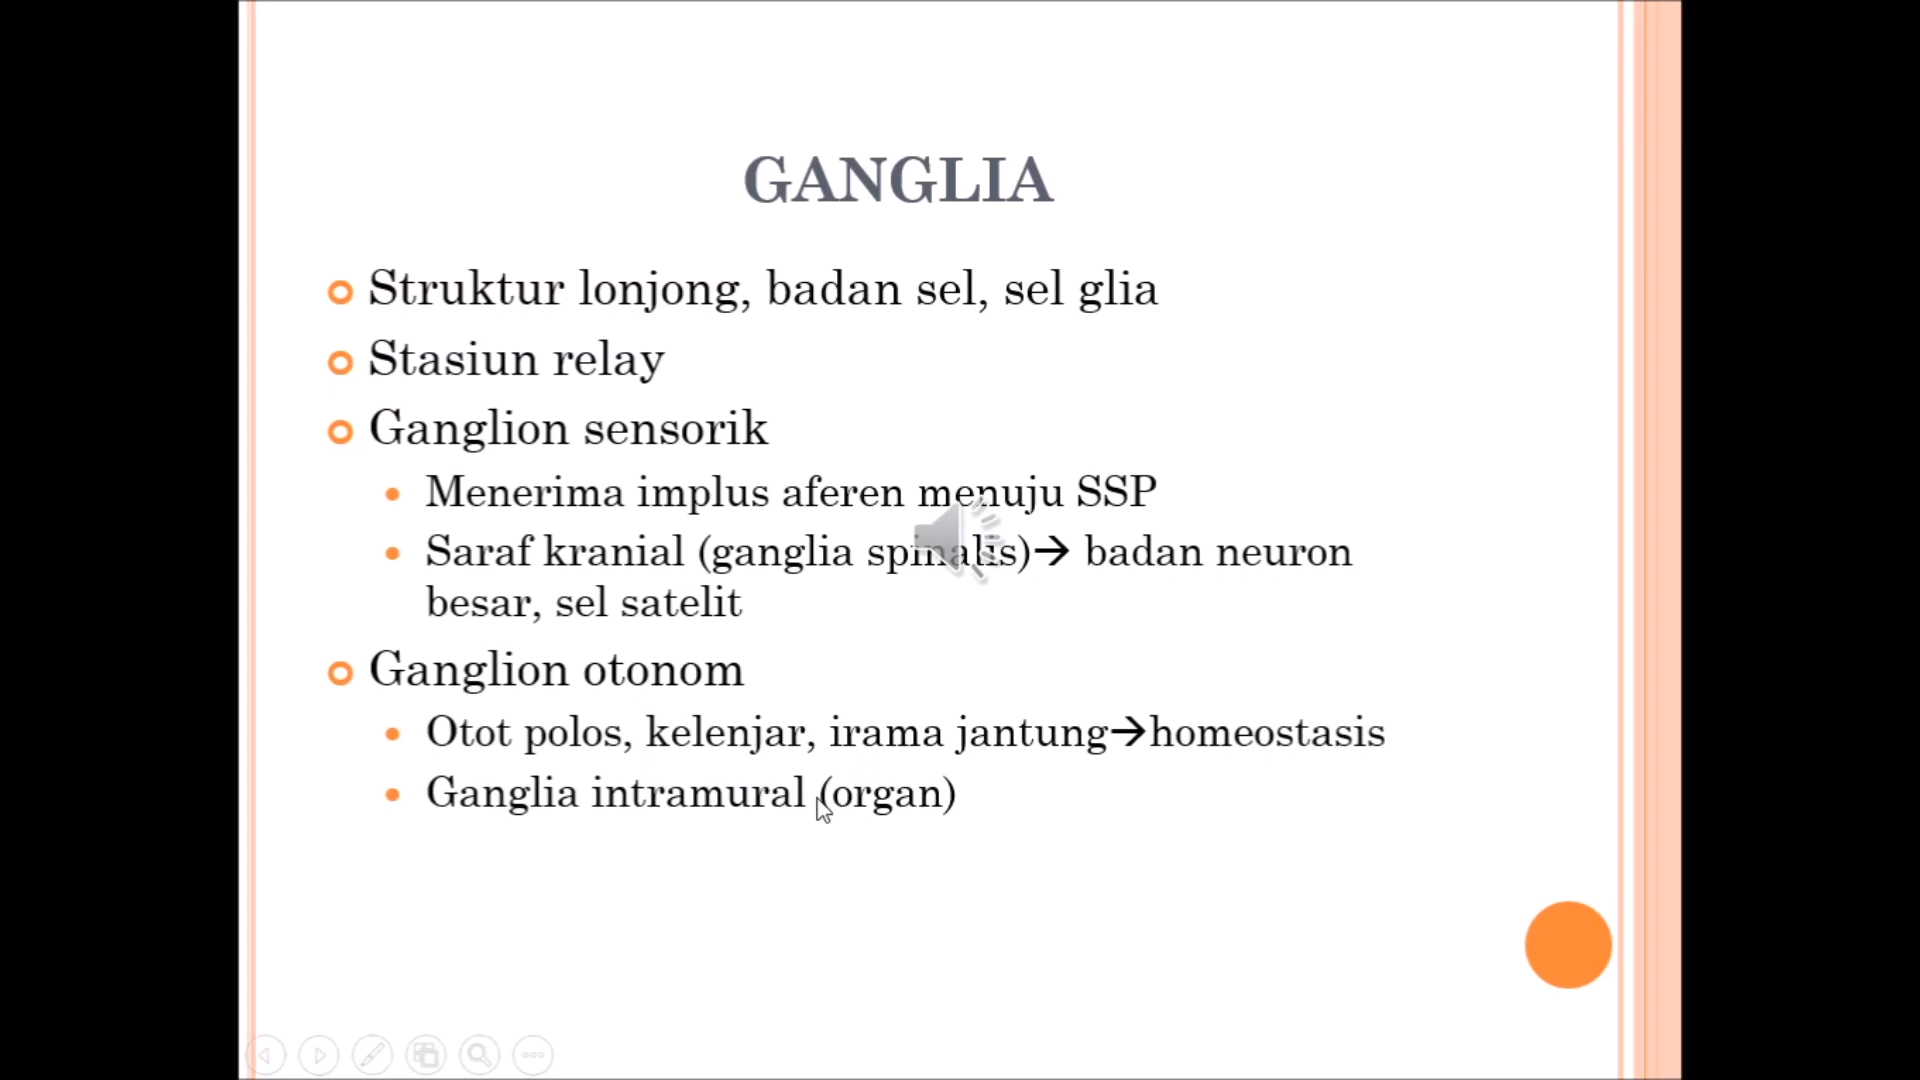 GANGLIA
Struktur lonjong, badan sel, sel glia
Stasiun relay
Ganglion sensorik
Menerima implus aferen menuju SSP
Saraf kranial (ganglia spinalis)→ badan neuron
besar, sel satelit
Ganglion otonom
Otot polos, kelenjar, irama jantung→homeostasis
Ganglia intramural (organ)